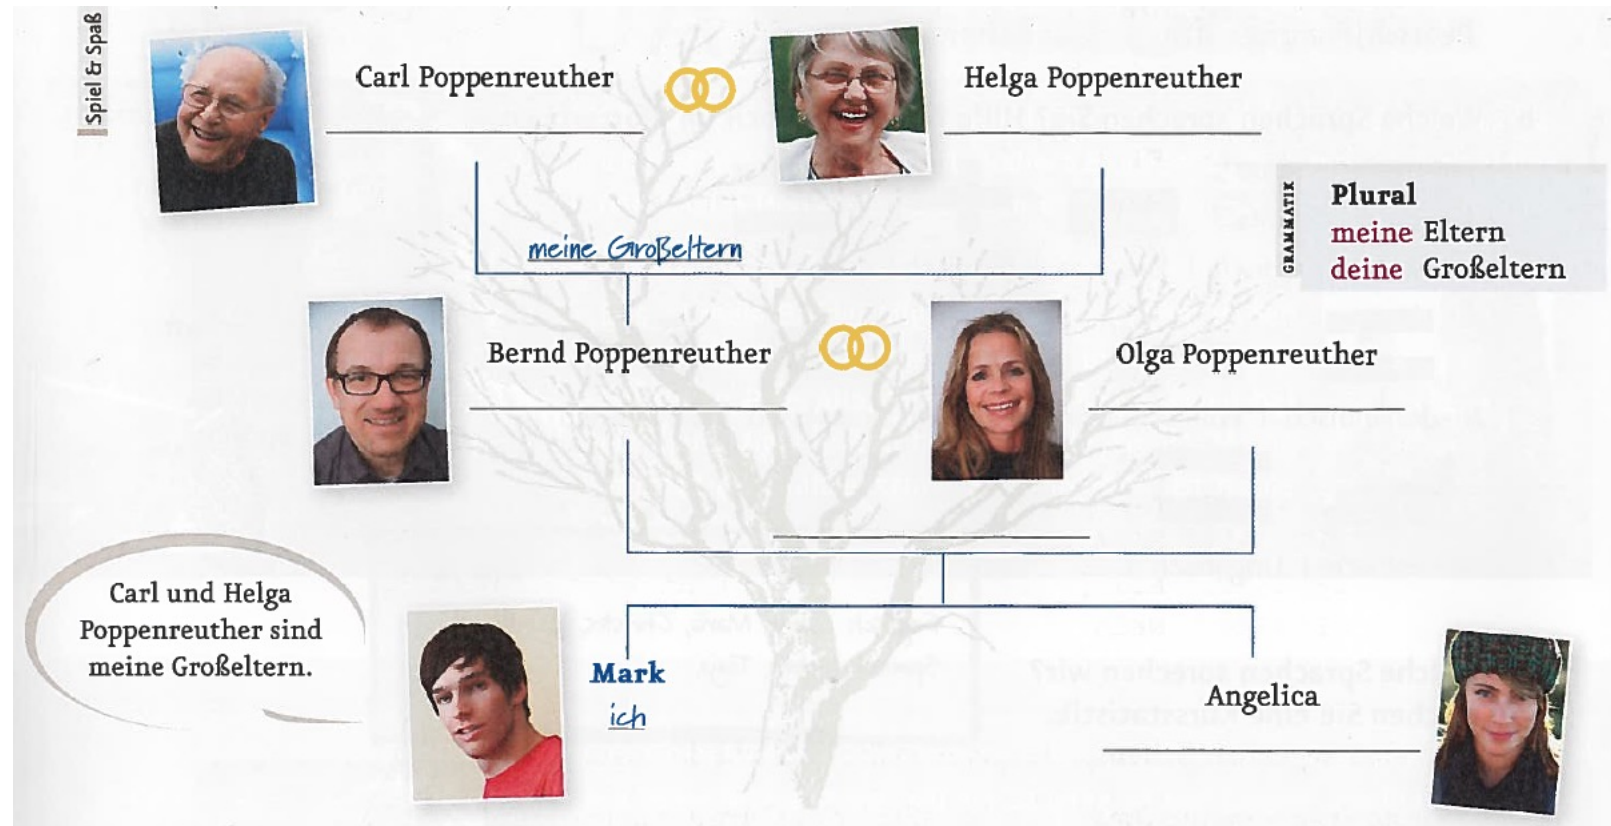 Spiel & Spaß
Carl Poppenreuther
Helga Poppenreuther
GRAMMATIK
Plural
meine Eltern
deine Großeltern
meine Großeltern
Bernd Poppenreuther
Olga Poppenreuther
Carl und Helga
Poppenreuther sind
meine Großeltern.
Mark
ich
Angelica